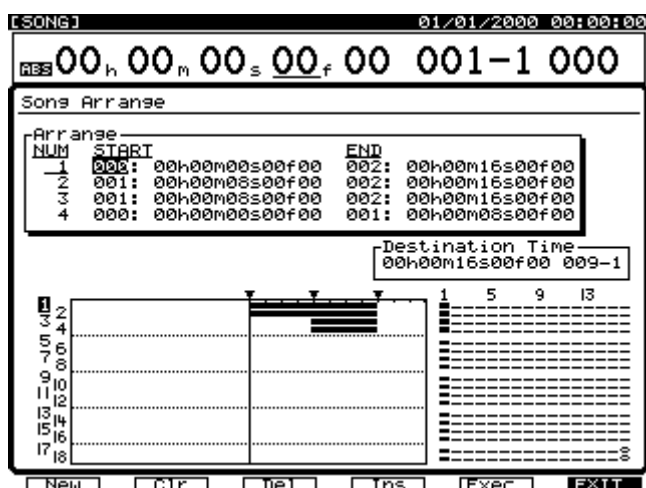 [SONG] 01/01/2000 00:00:00
ABS 00h 00m 00s 00f 00 001-1 000
Song Arrange
Arrange
NUM START END
1 000: 00h00m00s00f00 002: 00h00m16s00f00
2 001: 00h00m08s00f00 002: 00h00m16s00f00
3 001: 00h00m08s00f00 002: 00h00m16s00f00
4 000: 00h00m00s00f00 001: 00h00m08s00f00
Destination Time
00h00m16s00f00 009-1
1 5 9 13
1 2
3 4
5 6
7 8
9 10
11 12
13 14
15 16
17 18
8
New Clr Del Ins Exec EXIT